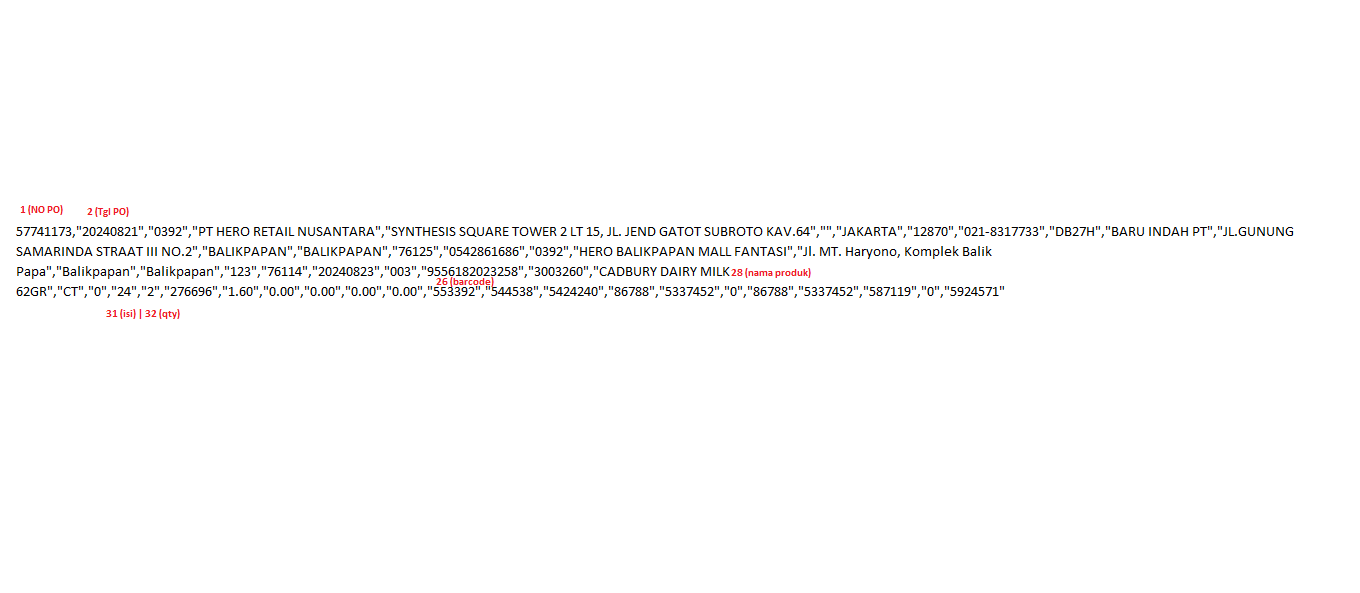 1 (NO PO) 2 (Tgl PO)
57741173,"20240821","0392","PT HERO RETAIL NUSANTARA","SYNTHESIS SQUARE TOWER 2 LT 15, JL. JEND GATOT SUBROTO KAV.64","","JAKARTA","12870","021-8317733","DB27H","BARU INDAH PT","JL.GUNUNG
SAMARINDA STRAAT III NO.2","BALIKPAPAN","BALIKPAPAN","76125","0542861686","0392","HERO BALIKPAPAN MALL FANTASI","Jl. MT. Haryono, Komplek Balik
Papa","Balikpapan","Balikpapan","123","76114","20240823","003","9556182023258","3003260","CADBURY DAIRY MILK 28 (nama produk)
26 (barcode)
62GR","CT","0","24","2","276696","1.60","0.00","0.00","0.00","0.00","553392","544538","5424240","86788","5337452","0","86788","5337452","587119","0","5924571"
31 (isi) | 32 (qty)